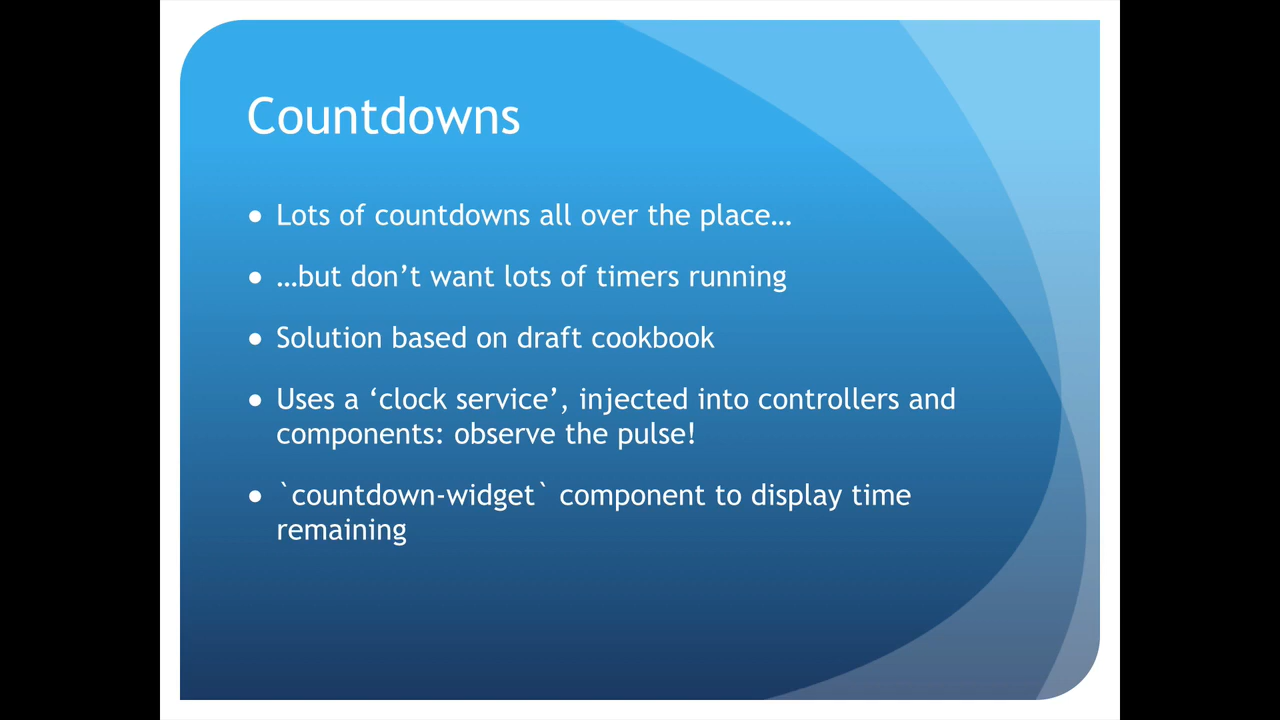 Countdowns
● Lots of countdowns all over the place…
● …but don’t want lots of timers running
● Solution based on draft cookbook
● Uses a ‘clock service’, injected into controllers and
components: observe the pulse!
● `countdown-widget` component to display time
remaining